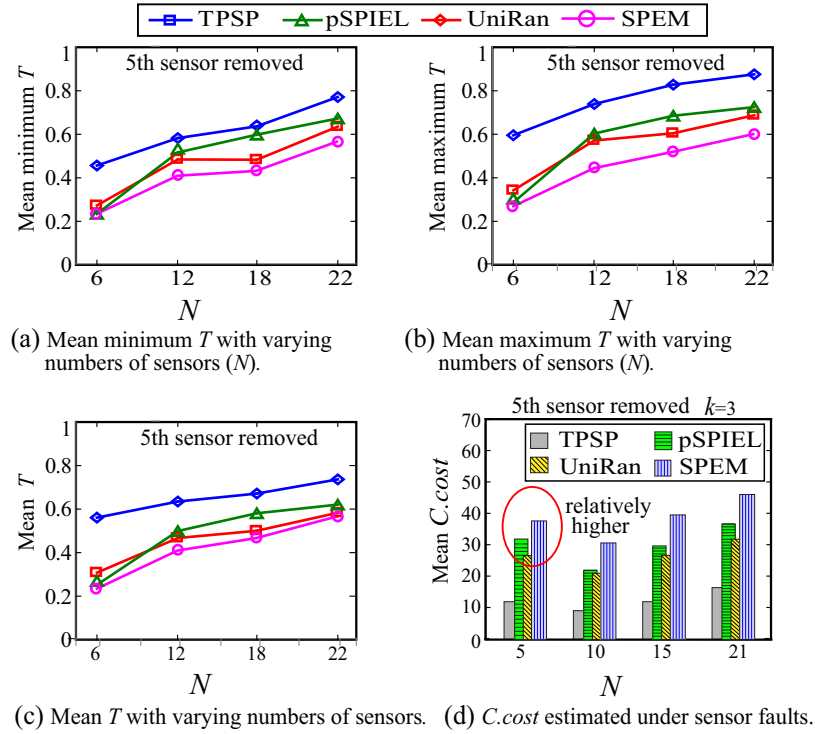 TPSP pSPIEL UniRan SPEM
5th sensor removed
Mean minimum T
1
0.8
0.6
0.4
0.2
0
6 12 18 22
N
(a) Mean minimum T with varying
numbers of sensors (N).
5th sensor removed
Mean maximum T
1
0.8
0.6
0.4
0.2
0
6 12 18 22
N
(b) Mean maximum T with varying
numbers of sensors (N).
5th sensor removed
Mean T
1
0.8
0.6
0.4
0.2
0
6 12 18 22
N
(c) Mean T with varying numbers of sensors.
5th sensor removed k=3
TPSP pSPIEL
UniRan SPEM
relatively
higher
Mean C.cost
70
60
50
40
30
20
10
0
5 10 15 21
N
(d) C.cost estimated under sensor faults.